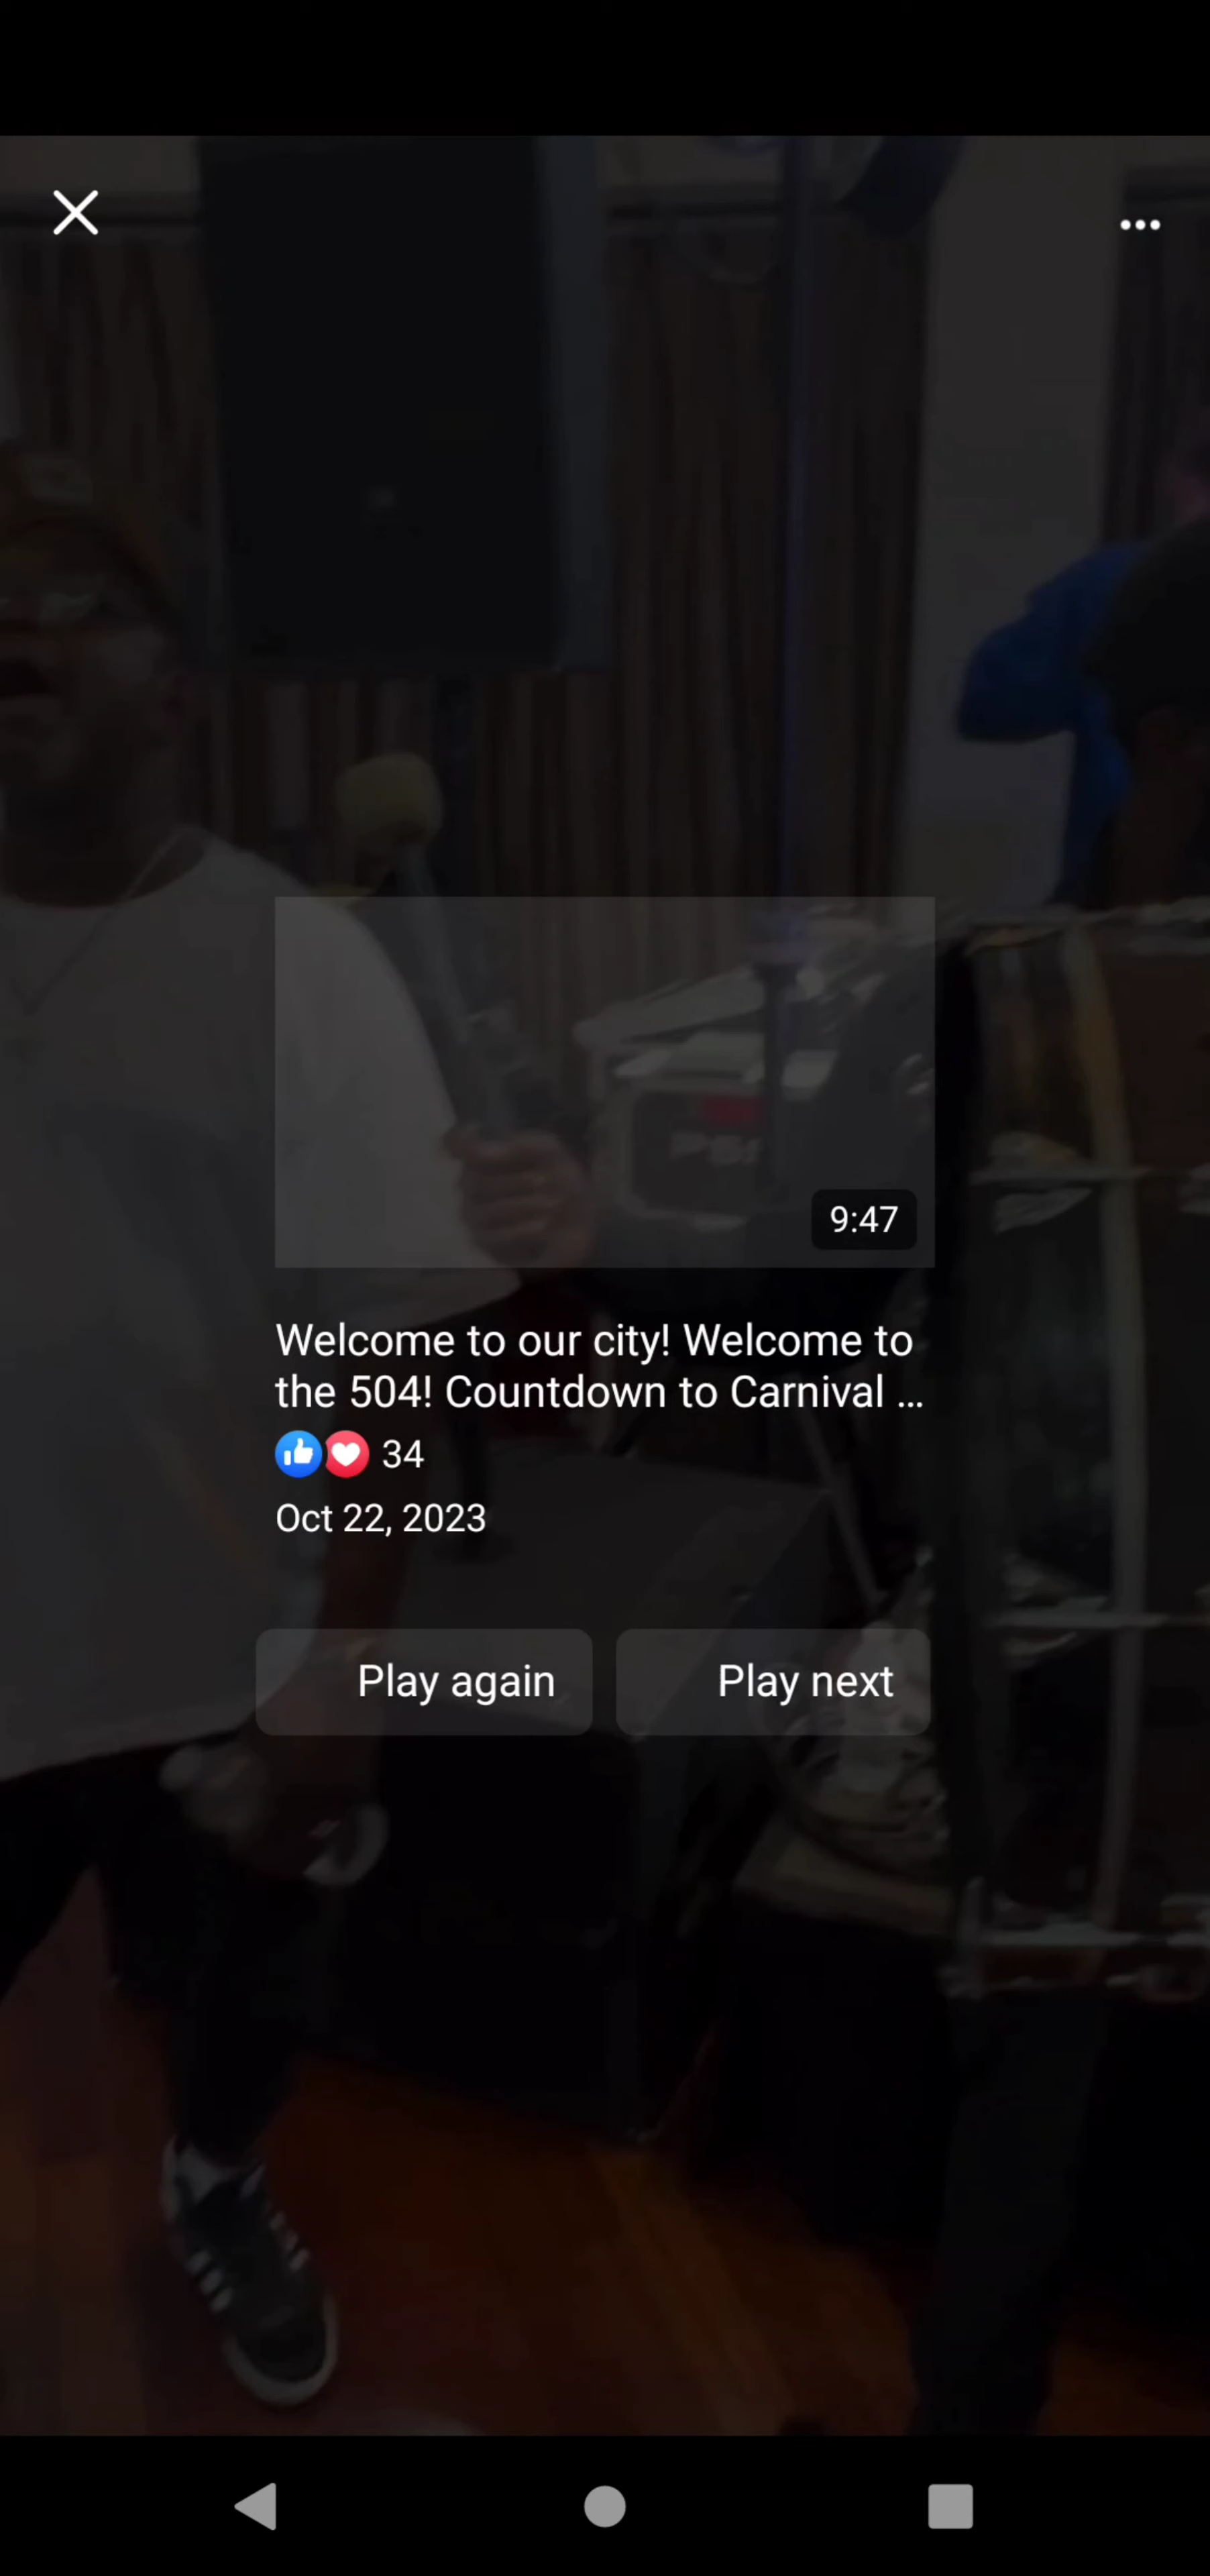 9:47
Welcome to our city! Welcome to
the 504! Countdown to Carnival ...
34
Oct 22, 2023
Play again
Play next